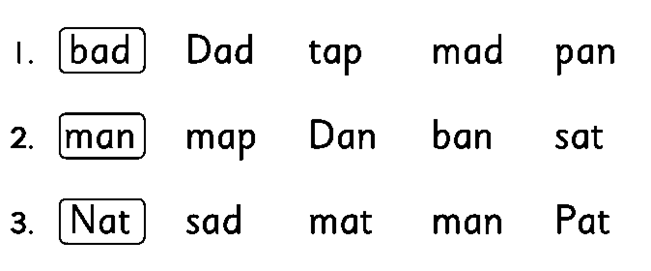 1. bad Dad tap mad pan
2. man map Dan ban sat
3. Nat sad mat man Pat